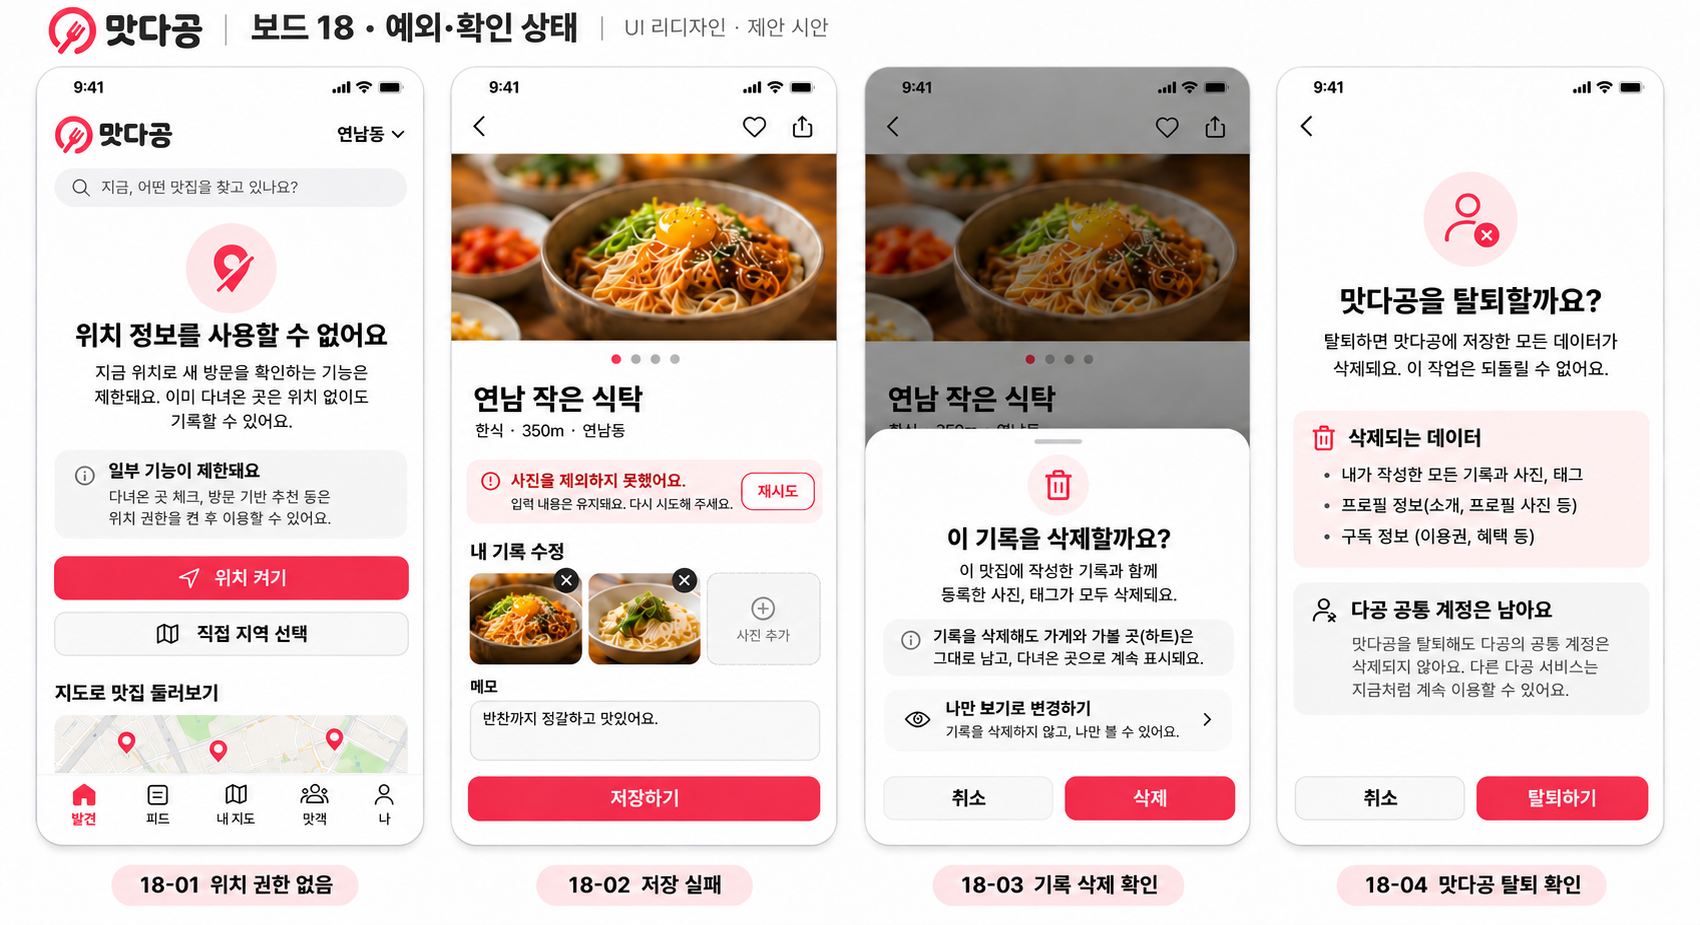 맛다공
보드 18 · 예외·확인 상태
UI 리디자인 · 제안 시안
9:41
맛다공
연남동
지금, 어떤 맛집을 찾고 있나요?
위치 정보를 사용할 수 없어요
지금 위치로 새 방문을 확인하는 기능은
제한돼요. 이미 다녀온 곳은 위치 없이도
기록할 수 있어요.
일부 기능이 제한돼요
다녀온 곳 체크, 방문 기반 추천 등은
위치 권한을 켠 후 이용할 수 있어요.
위치 켜기
직접 지역 선택
지도로 맛집 둘러보기
발견
피드
내 지도
맛객
나
18-01 위치 권한 없음
9:41
연남 작은 식탁
한식 · 350m · 연남동
사진을 제외하지 못했어요.
입력 내용은 유지돼요. 다시 시도해 주세요.
재시도
내 기록 수정
사진 추가
메모
반찬까지 정갈하고 맛있어요.
저장하기
18-02 저장 실패
9:41
연남 작은 식탁
한식 · 350m · 연남동
이 기록을 삭제할까요?
이 맛집에 작성한 기록과 함께
등록한 사진, 태그가 모두 삭제돼요.
기록을 삭제해도 가게와 가볼 곳(하트)은
그대로 남고, 다녀온 곳으로 계속 표시돼요.
나만 보기로 변경하기
기록을 삭제하지 않고, 나만 볼 수 있어요.
취소
삭제
18-03 기록 삭제 확인
9:41
맛다공을 탈퇴할까요?
탈퇴하면 맛다공에 저장한 모든 데이터가
삭제돼요. 이 작업은 되돌릴 수 없어요.
삭제되는 데이터
• 내가 작성한 모든 기록과 사진, 태그
• 프로필 정보(소개, 프로필 사진 등)
• 구독 정보 (이용권, 혜택 등)
다공 공통 계정은 남아요
맛다공을 탈퇴해도 다공의 공통 계정은
삭제되지 않아요. 다른 다공 서비스는
지금처럼 계속 이용할 수 있어요.
취소
탈퇴하기
18-04 맛다공 탈퇴 확인